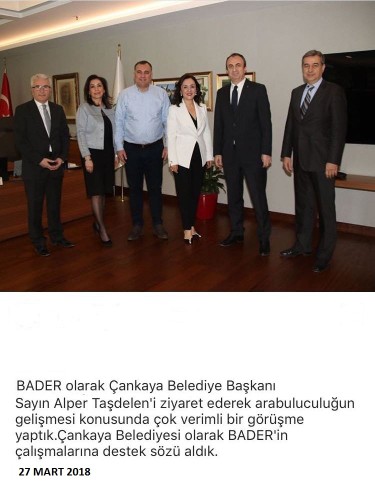 BADER olarak Çankaya Belediye Başkanı
Sayın Alper Taşdelen'i ziyaret ederek arabuluculuğun
gelişmesi konusunda çok verimli bir görüşme
yaptık.Çankaya Belediyesi olarak BADER'in
çalışmalarına destek sözü aldık.
27 MART 2018